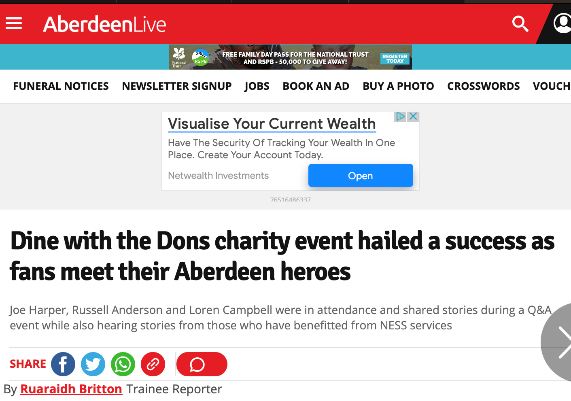 AberdeenLive
FREE FAMILY DAY PASS FOR THE NATIONAL TRUST
AND RSPB - 50,000 TO GIVE AWAY!
REGISTER
TODAY
FUNERAL NOTICES NEWSLETTER SIGNUP JOBS BOOK AN AD BUY A PHOTO CROSSWORDS VOUCH
Visualise Your Current Wealth
Have The Security Of Tracking Your Wealth In One
Place. Create Your Account Today.
Netwealth Investments
Open
Dine with the Dons charity event hailed a success as
fans meet their Aberdeen heroes
Joe Harper, Russell Anderson and Loren Campbell were in attendance and shared stories during a Q&A
event while also hearing stories from those who have benefitted from NESS services
SHARE
By Ruaraidh Britton Trainee Reporter